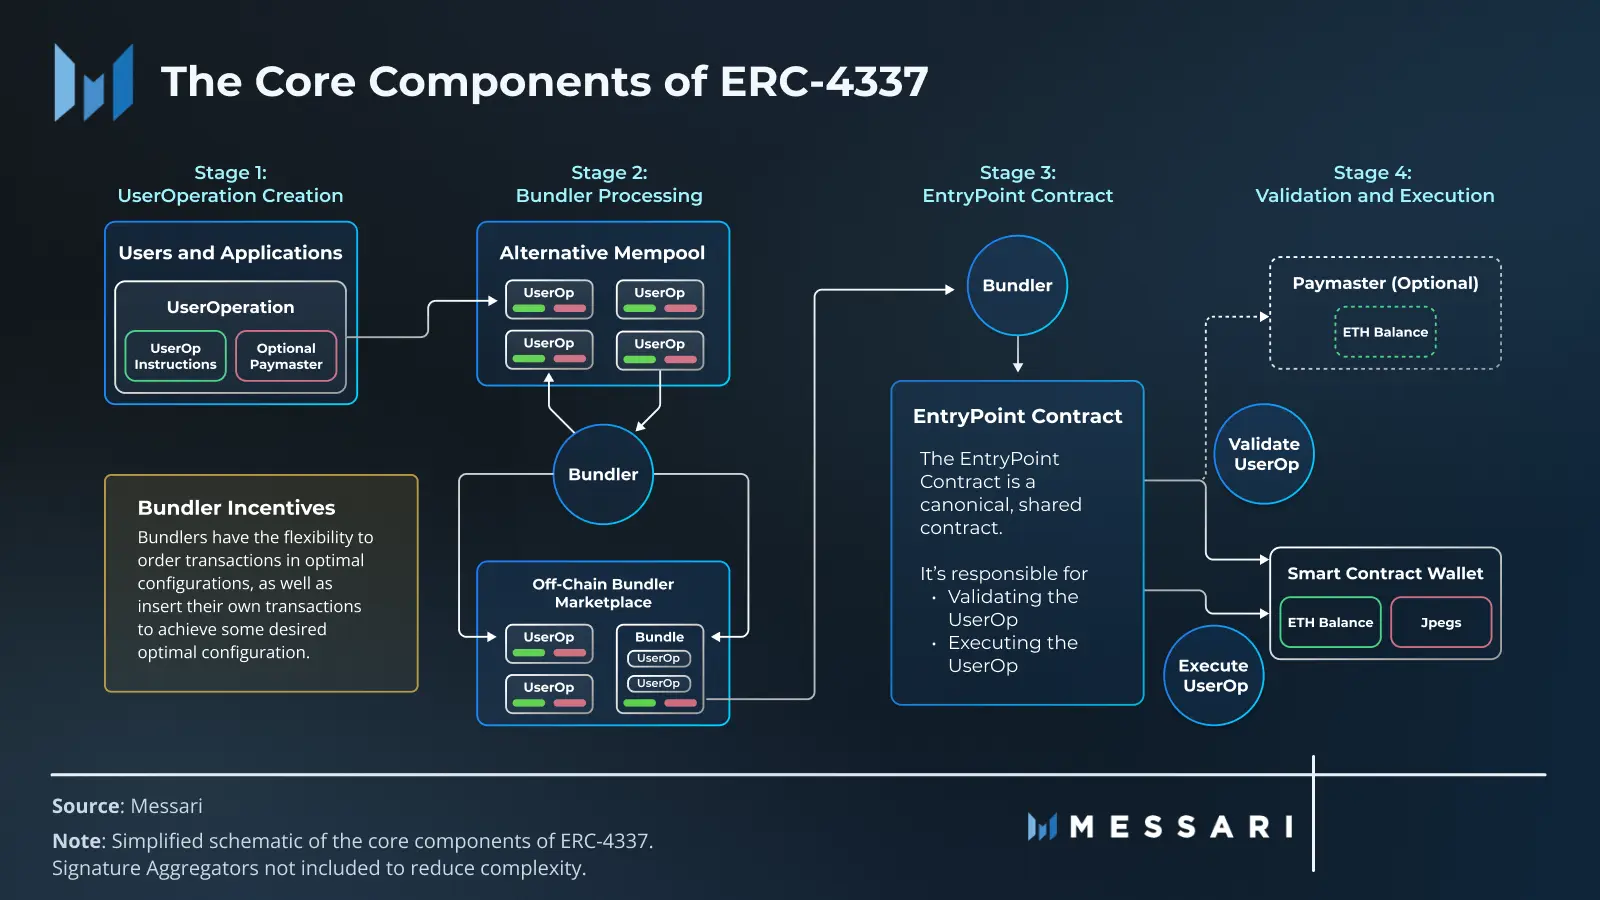 The Core Components of ERC-4337
Stage 1:
UserOperation Creation
Users and Applications
UserOperation
UserOp
Instructions
Optional
Paymaster
Bundler Incentives
Bundlers have the flexibility to
order transactions in optimal
configurations, as well as
insert their own transactions
to achieve some desired
optimal configuration.
Stage 2:
Bundler Processing
Alternative Mempool
UserOp
UserOp
UserOp
UserOp
Bundler
Off-Chain Bundler
Marketplace
UserOp
UserOp
Bundle
UserOp
UserOp
Stage 3:
EntryPoint Contract
Bundler
EntryPoint Contract
The EntryPoint
Contract is a
canonical, shared
contract.
It's responsible for
• Validating the
UserOp
• Executing the
UserOp
Stage 4:
Validation and Execution
Paymaster (Optional)
ETH Balance
Validate
UserOp
Smart Contract Wallet
ETH Balance
Jpegs
Execute
UserOp
Source: Messari
Note: Simplified schematic of the core components of ERC-4337.
Signature Aggregators not included to reduce complexity.
MESSARI